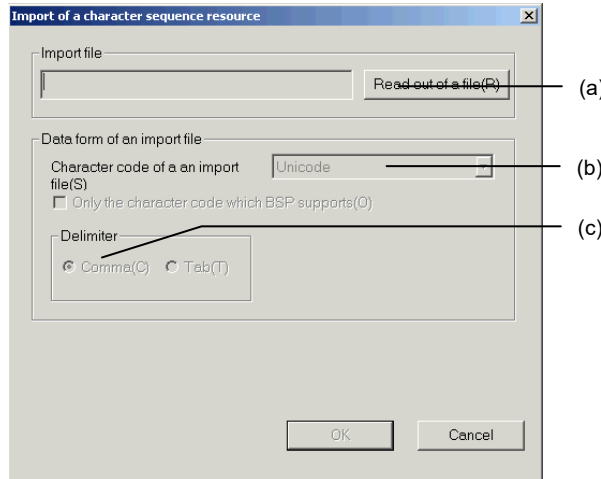 Import of a character sequence resource
Import file
Read out of a file(R)
(a)
Data form of an import file
Character code of a an import
file(S)
Unicode
(b)
Only the character code which BSP supports(O)
(c)
Delimiter
Comma(C)
Tab(T)
OK
Cancel